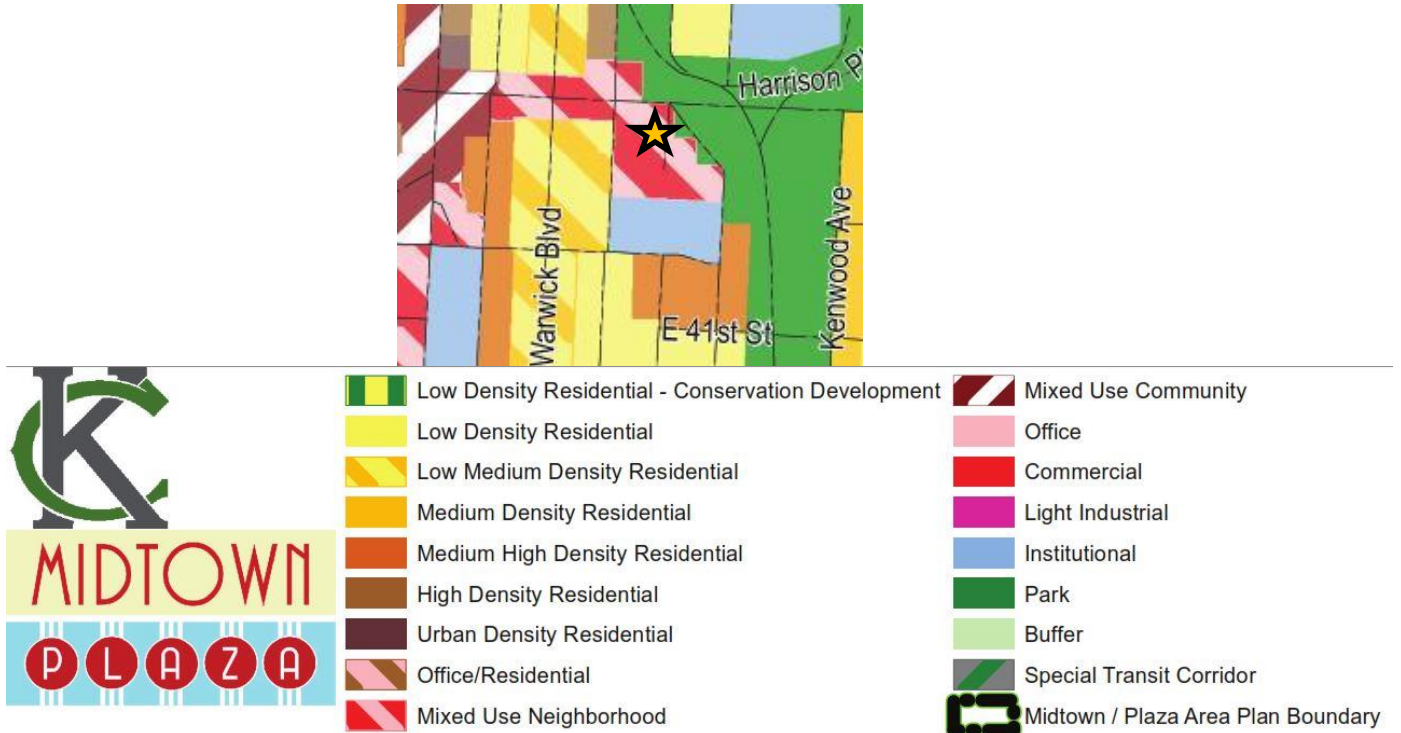 Harrison Pl
Warwick Blvd
E 41st St
Kenwood Ave
KC
MIDTOWN
PLAZA
Low Density Residential - Conservation Development
Low Density Residential
Low Medium Density Residential
Medium Density Residential
Medium High Density Residential
High Density Residential
Urban Density Residential
Office/Residential
Mixed Use Neighborhood
Mixed Use Community
Office
Commercial
Light Industrial
Institutional
Park
Buffer
Special Transit Corridor
Midtown / Plaza Area Plan Boundary